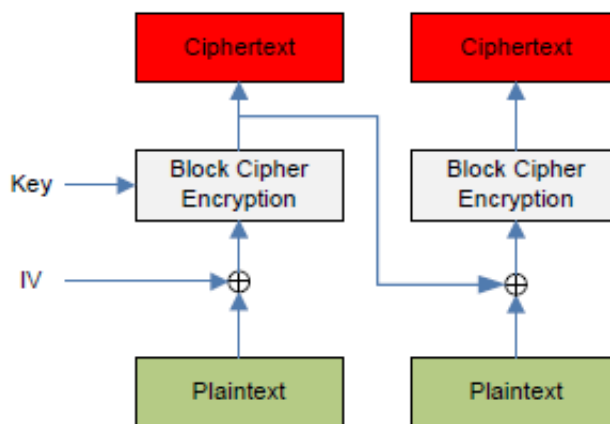 Ciphertext
Ciphertext
Key
Block Cipher
Encryption
Block Cipher
Encryption
IV
Plaintext
Plaintext